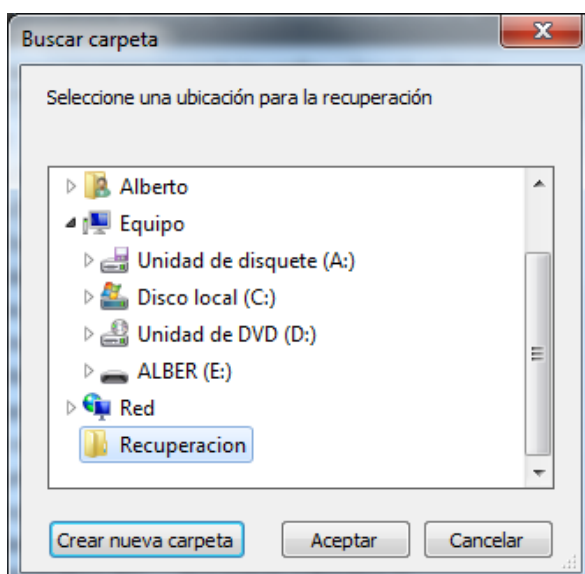 Buscar carpeta
x
Seleccione una ubicación para la recuperación
Alberto
Equipo
Unidad de disquete (A:)
Disco local (C:)
Unidad de DVD (D:)
ALBER (E:)
Red
Recuperacion
Crear nueva carpeta Aceptar Cancelar